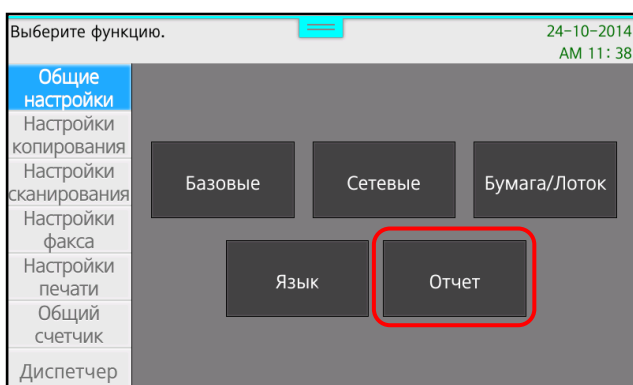 Выберите функцию.
24-10-2014
AM 11: 38
Общие
настройки
Настройки
копирования
Настройки
сканирования
Настройки
факса
Настройки
печати
Общий
счетчик
Диспетчер
Базовые
Сетевые
Бумага/Лоток
Язык
Отчет